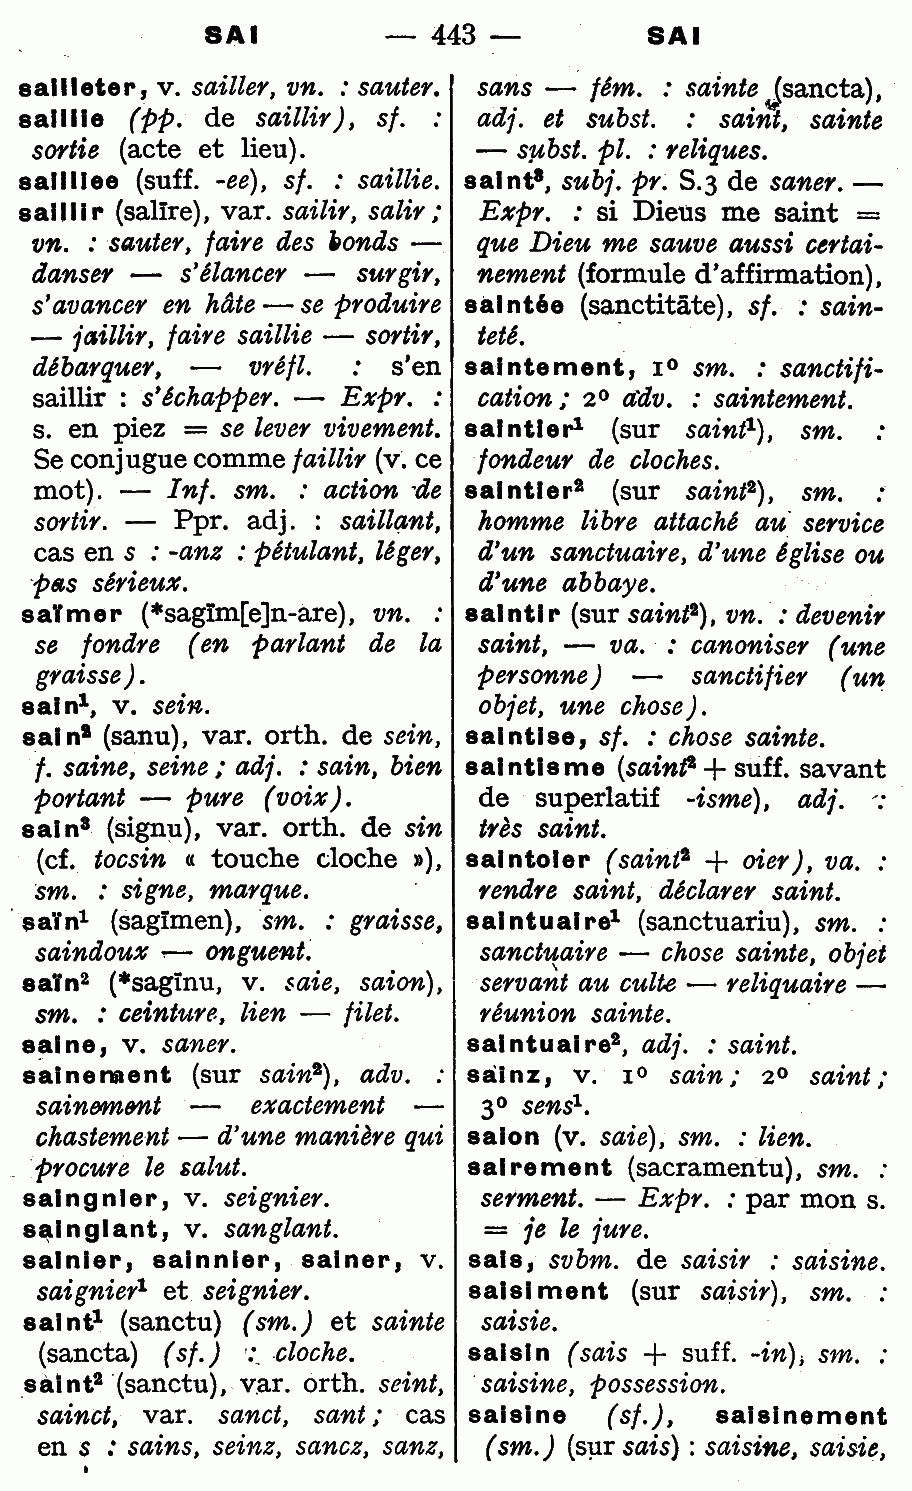 SAI — 443 — SAI
sailleter, v. sailler, vn. : sauter.
saillie (pp. de saillir), sf. :
sortie (acte et lieu).
sailliee (suff. -ee), sf. : saillie.
saillir (salīre), var. sailir, salir ;
vn. : sauter, faire des bonds —
danser — s'élancer — surgir,
s'avancer en hâte — se produire
— jaillir, faire saillie — sortir,
débarquer, — vréfl. : s'en
saillir : s'échapper. — Expr. :
s. en piez = se lever vivement.
Se conjugue comme faillir (v. ce
mot). — Inf. sm. : action de
sortir. — Ppr. adj. : saillant,
cas en s : -anz : pétulant, léger,
pas sérieux.
saïmer (*sagīm[e]n-are), vn. :
se fondre (en parlant de la
graisse).
sain¹, v. sein.
sain² (sanu), var. orth. de sein,
f. saine, seine ; adj. : sain, bien
portant — pure (voix).
sain³ (signu), var. orth. de sin
(cf. tocsin « touche cloche »),
sm. : signe, marque.
saïn¹ (sagīmen), sm. : graisse,
saindoux — onguent.
saïn² (*sagīnu, v. saie, saion),
sm. : ceinture, lien — filet.
saine, v. saner.
sainement (sur sain²), adv. :
sainement — exactement —
chastement — d'une manière qui
procure le salut.
saingnier, v. seignier.
sainglant, v. sanglant.
sainier, sainnier, sainer, v.
saignier¹ et seignier.
saint¹ (sanctu) (sm.) et sainte
(sancta) (sf.) : cloche.
saint² (sanctu), var. orth. seint,
sainct, var. sanct, sant ; cas
en s : sains, seinz, sancz, sanz,
sans — fém. : sainte (sancta),
adj. et subst. : saint, sainte
— subst. pl. : reliques.
saint³, subj. pr. S.3 de saner. —
Expr. : si Dieus me saint =
que Dieu me sauve aussi certai-
nement (formule d'affirmation),
saintée (sanctitāte), sf. : sain-
teté.
saintement, 1º sm. : sanctifi-
cation ; 2º adv. : saintement.
saintier¹ (sur saint¹), sm. :
fondeur de cloches.
saintier² (sur saint²), sm. :
homme libre attaché au service
d'un sanctuaire, d'une église ou
d'une abbaye.
saintir (sur saint²), vn. : devenir
saint, — va. : canoniser (une
personne) — sanctifier (un
objet, une chose).
saintise, sf. : chose sainte.
saintisme (saint² + suff. savant
de superlatif -isme), adj. :
très saint.
saintoier (saint² + oier), va. :
rendre saint, déclarer saint.
saintuaire¹ (sanctuariu), sm. :
sanctuaire — chose sainte, objet
servant au culte — reliquaire —
réunion sainte.
saintuaire², adj. : saint.
sainz, v. 1º sain ; 2º saint ;
3º sens¹.
saion (v. saie), sm. : lien.
sairement (sacramentu), sm. :
serment. — Expr. : par mon s.
= je le jure.
sais, svbm. de saisir : saisine.
saisiment (sur saisir), sm. :
saisie.
saisin (sais + suff. -in), sm. :
saisine, possession.
saisine (sf.), saisinement
(sm.) (sur sais) : saisine, saisie,